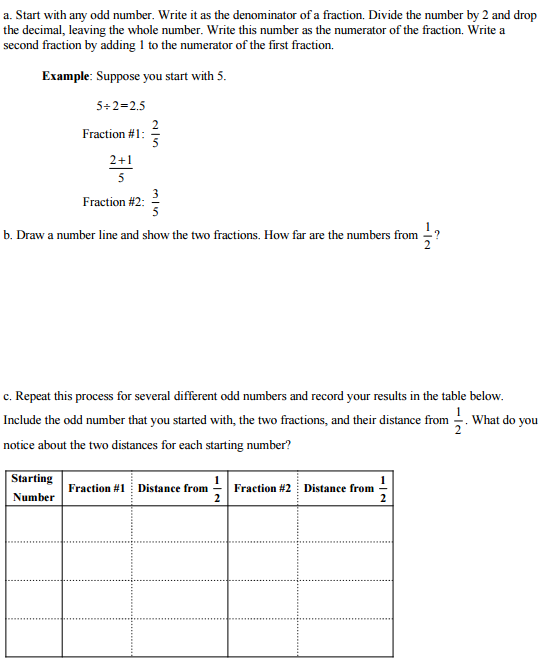 a. Start with any odd number. Write it as the denominator of a fraction. Divide the number by 2 and drop
the decimal, leaving the whole number. Write this number as the numerator of the fraction. Write a
second fraction by adding 1 to the numerator of the first fraction.
Example: Suppose you start with 5.
5÷2=2.5
Fraction #1: 2/5
2+1
5
Fraction #2: 3/5
b. Draw a number line and show the two fractions. How far are the numbers from 1/2?
c. Repeat this process for several different odd numbers and record your results in the table below.
Include the odd number that you started with, the two fractions, and their distance from 1/2. What do you
notice about the two distances for each starting number?
Starting Number | Fraction #1 | Distance from 1/2 | Fraction #2 | Distance from 1/2